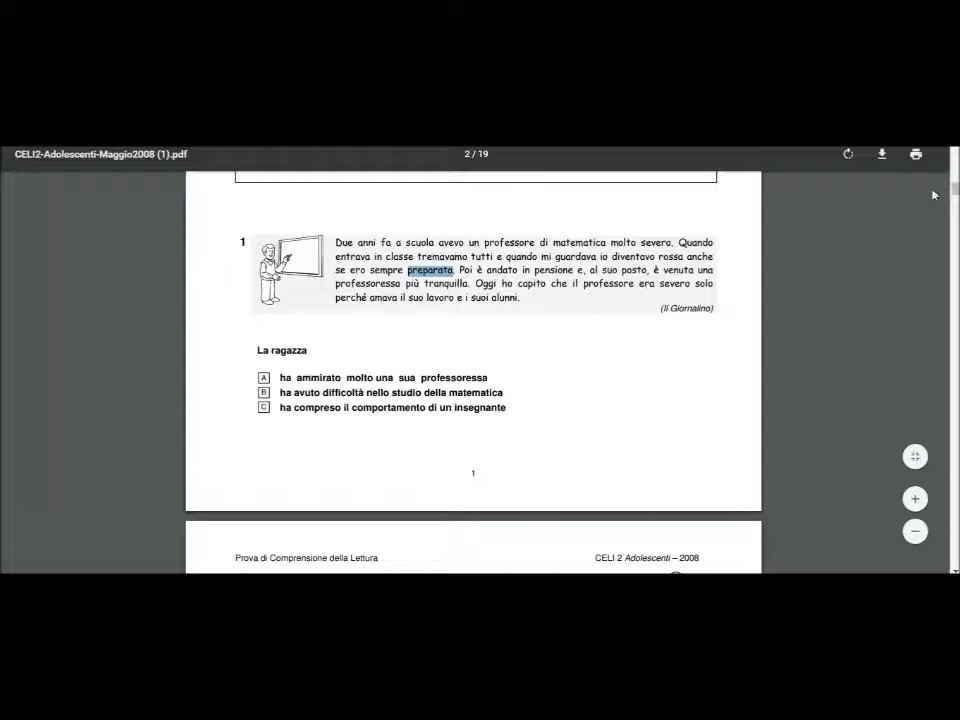 CELI2-Adolescenti-Maggio2008 (1).pdf
2 / 19
1
Due anni fa a scuola avevo un professore di matematica molto severo. Quando
entrava in classe tremavamo tutti e quando mi guardava io diventavo rossa anche
se ero sempre preparata. Poi è andato in pensione e, al suo posto, è venuta una
professoressa più tranquilla. Oggi ho capito che il professore era severo solo
perché amava il suo lavoro e i suoi alunni.
(Il Giornalino)
La ragazza
A ha ammirato molto una sua professoressa
B ha avuto difficoltà nello studio della matematica
C ha compreso il comportamento di un insegnante
1
Prova di Comprensione della Lettura
CELI 2 Adolescenti – 2008